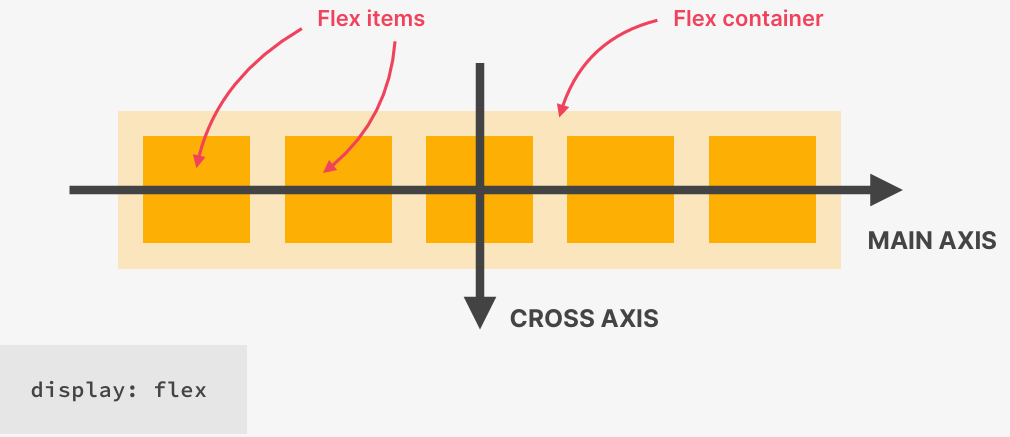 Flex items
Flex container
MAIN AXIS
CROSS AXIS
display: flex